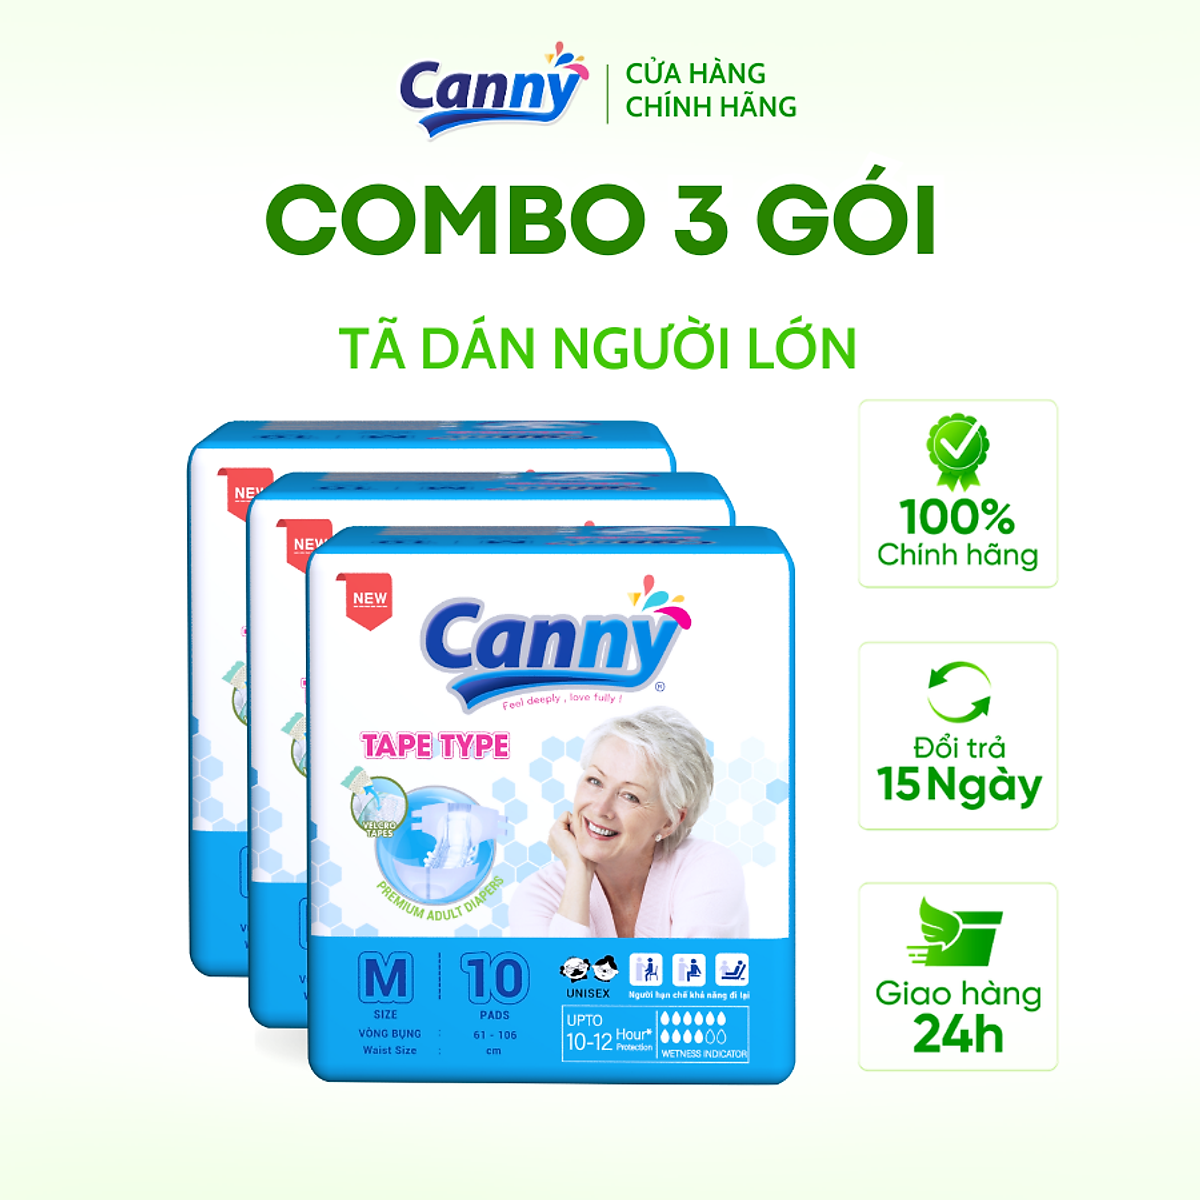 Canny
CỬA HÀNG
CHÍNH HÃNG
COMBO 3 GÓI
TÃ DÁN NGƯỜI LỚN
100%
Chính hãng
Đổi trả
15 Ngày
Giao hàng
24h
NEW
NEW
Canny
Feel deeply , love fully !
TAPE TYPE
VELCRO
TAPES
PREMIUM ADULT DIAPERS
M
SIZE
10
PADS
VÒNG BỤNG : 61 - 106
Waist Size : cm
UNISEX
Người hạn chế khả năng đi lại
UPTO
10-12 Hour*
Protection
WETNESS INDICATOR